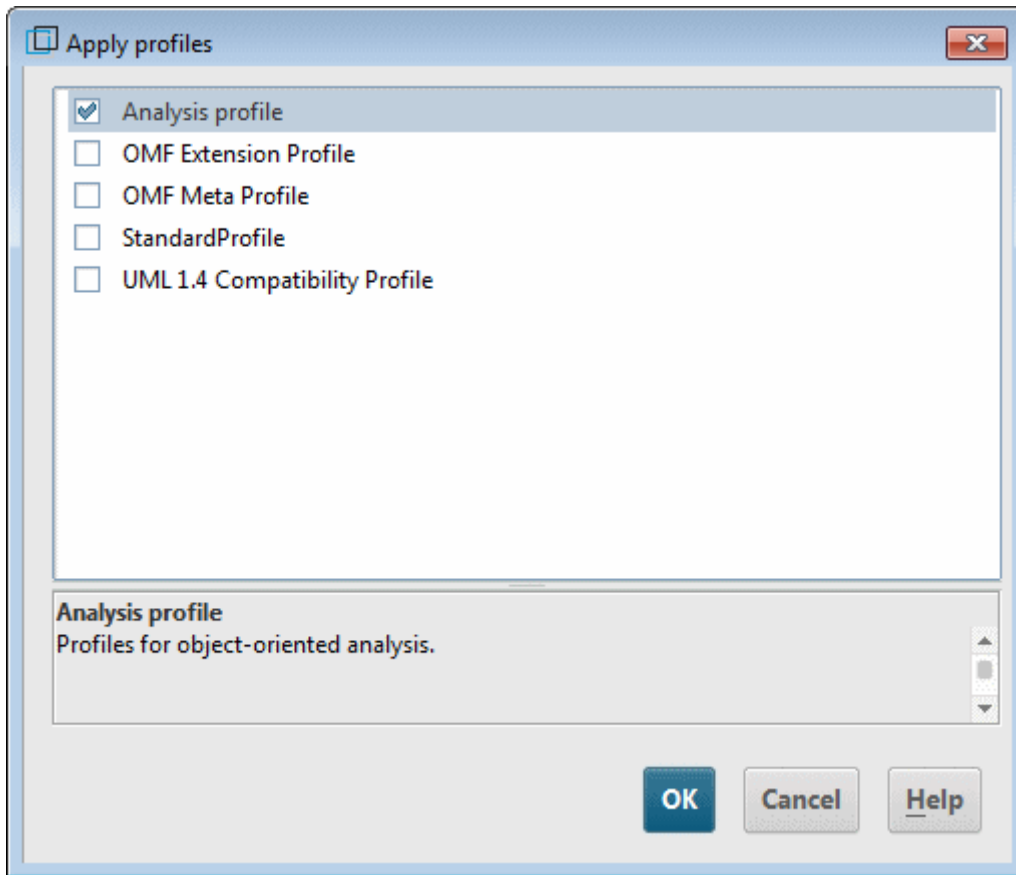 Apply profiles
Analysis profile
OMF Extension Profile
OMF Meta Profile
StandardProfile
UML 1.4 Compatibility Profile
Analysis profile
Profiles for object-oriented analysis.
OK Cancel Help